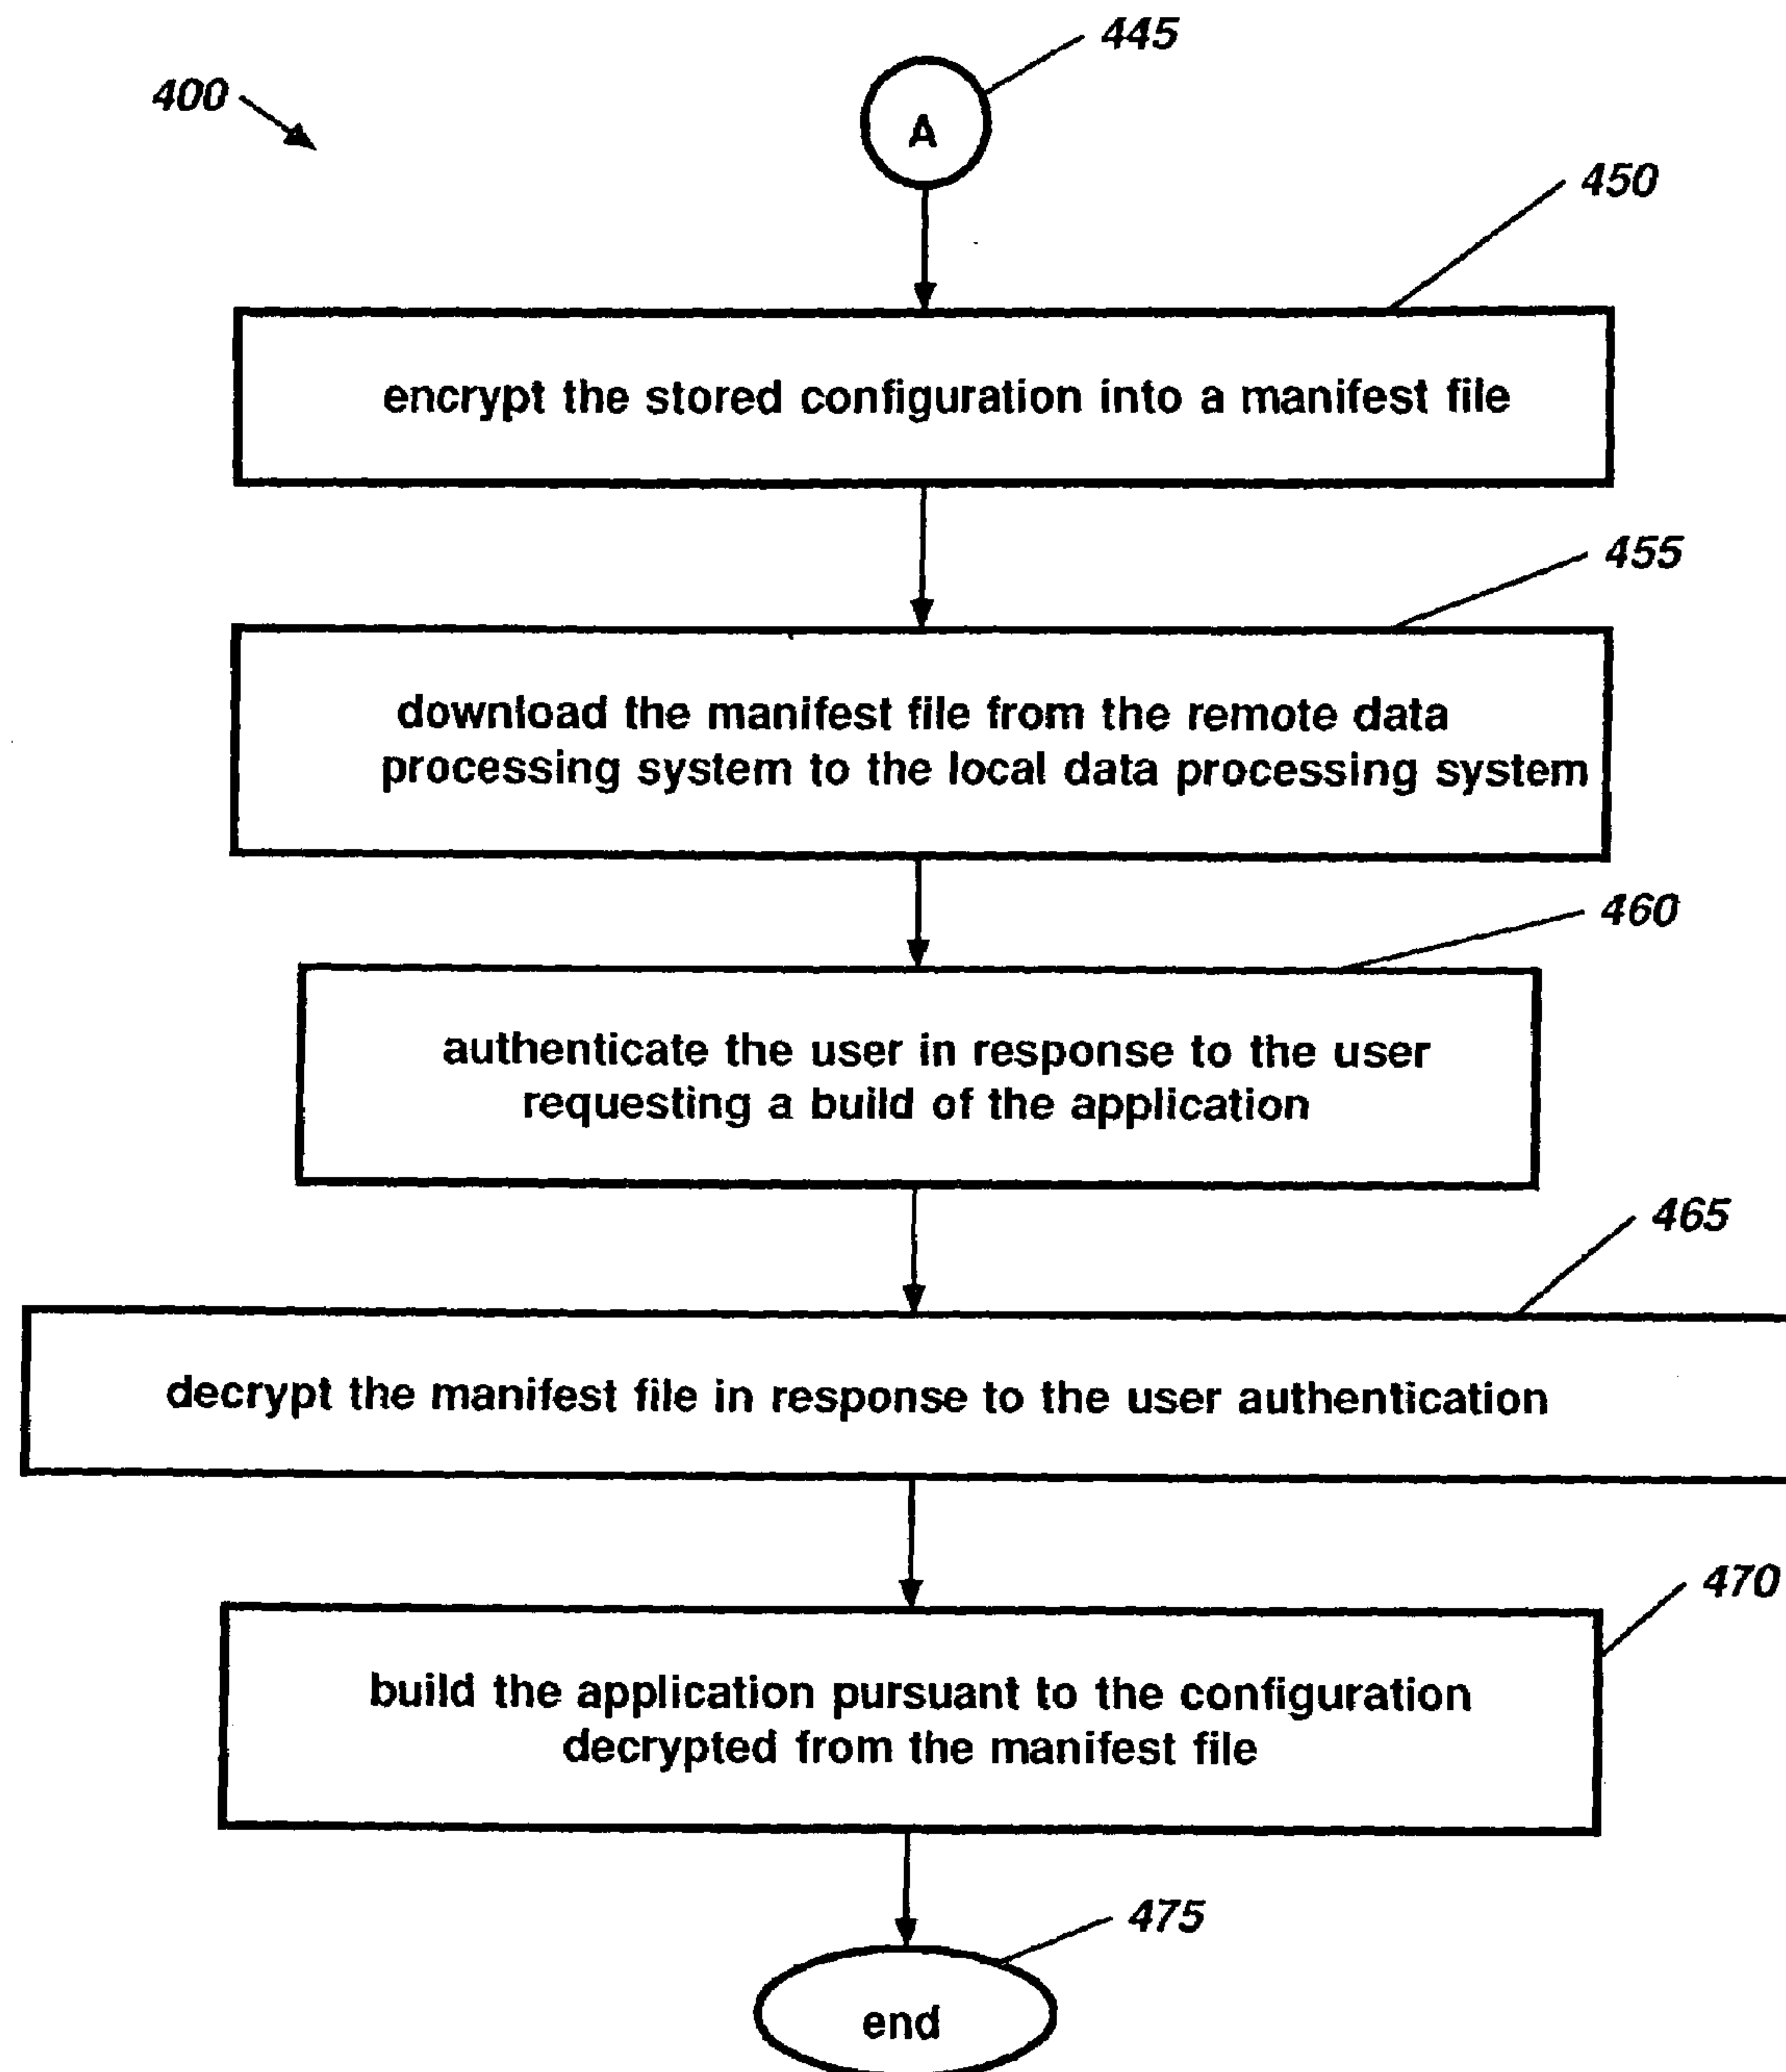 445
400
A
450
encrypt the stored configuration into a manifest file
455
download the manifest file from the remote data
processing system to the local data processing system
460
authenticate the user in response to the user
requesting a build of the application
465
decrypt the manifest file in response to the user authentication
470
build the application pursuant to the configuration
decrypted from the manifest file
475
end